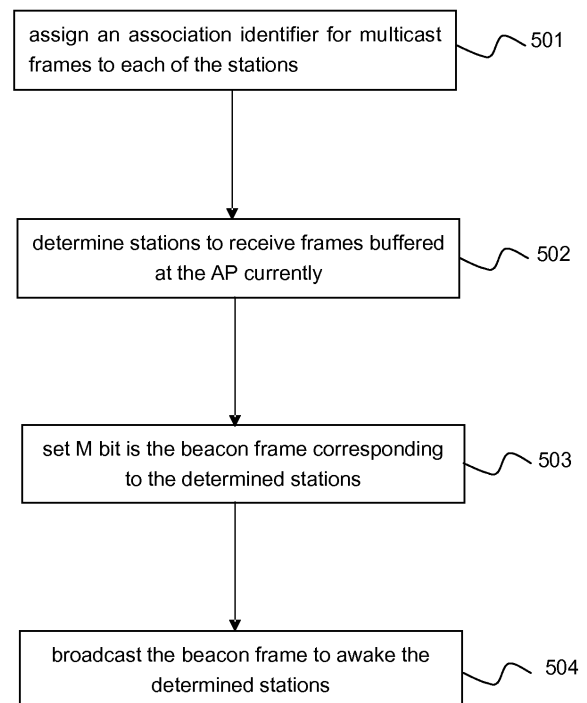 assign an association identifier for multicast
frames to each of the stations
501
determine stations to receive frames buffered
at the AP currently
502
set M bit is the beacon frame corresponding
to the determined stations
503
broadcast the beacon frame to awake the
determined stations
504